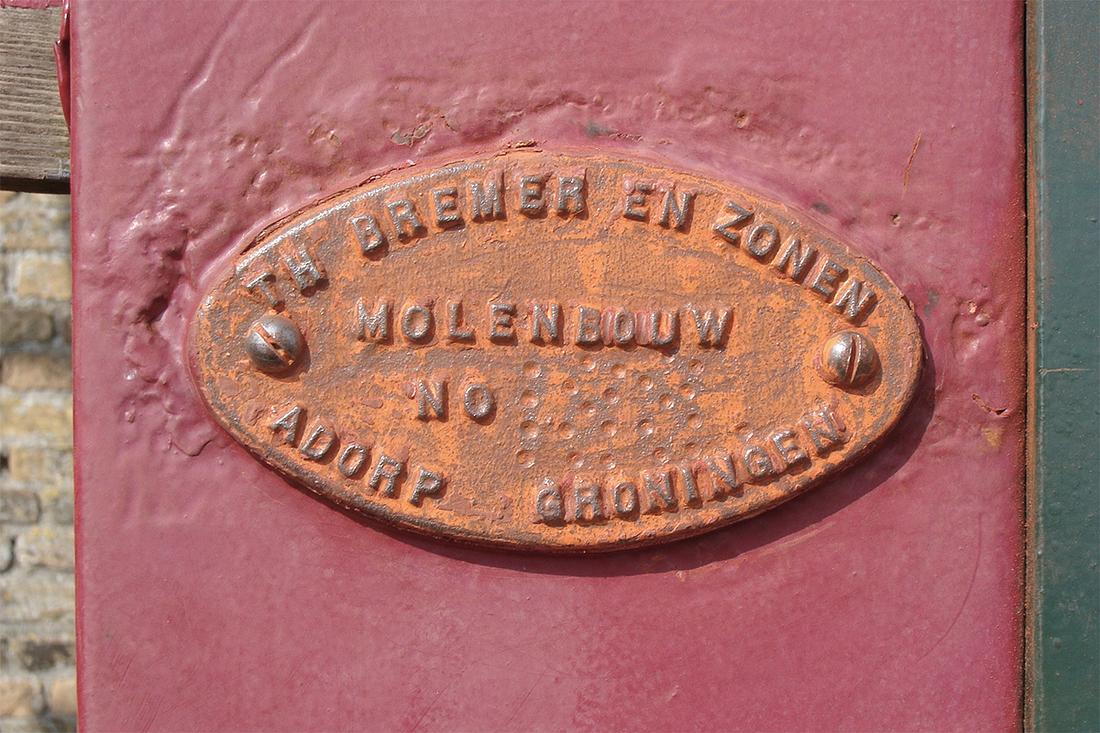 TH BREMER EN ZONEN
MOLENBOUW
NO
ADORP GRONINGEN